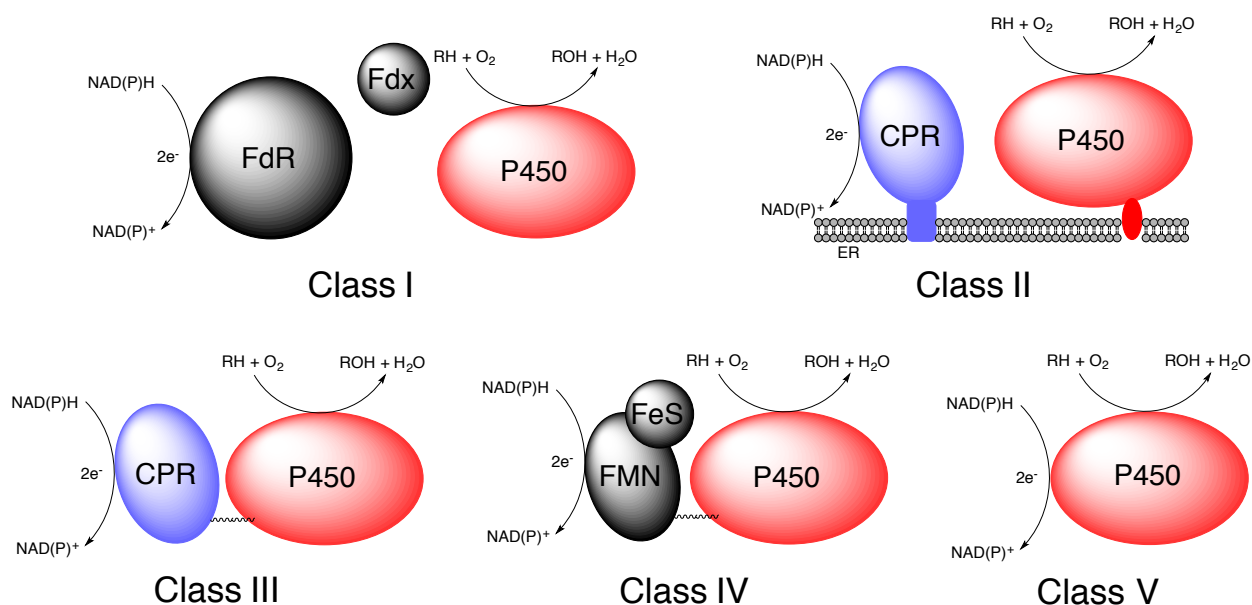 NAD(P)H
2e-
NAD(P)+
FdR
Fdx
RH + O2
ROH + H2O
P450
Class I
NAD(P)H
2e-
NAD(P)+
CPR
RH + O2
ROH + H2O
P450
ER
Class II
NAD(P)H
2e-
NAD(P)+
CPR
RH + O2
ROH + H2O
P450
Class III
NAD(P)H
2e-
NAD(P)+
FeS
FMN
RH + O2
ROH + H2O
P450
Class IV
NAD(P)H
2e-
NAD(P)+
RH + O2
ROH + H2O
P450
Class V